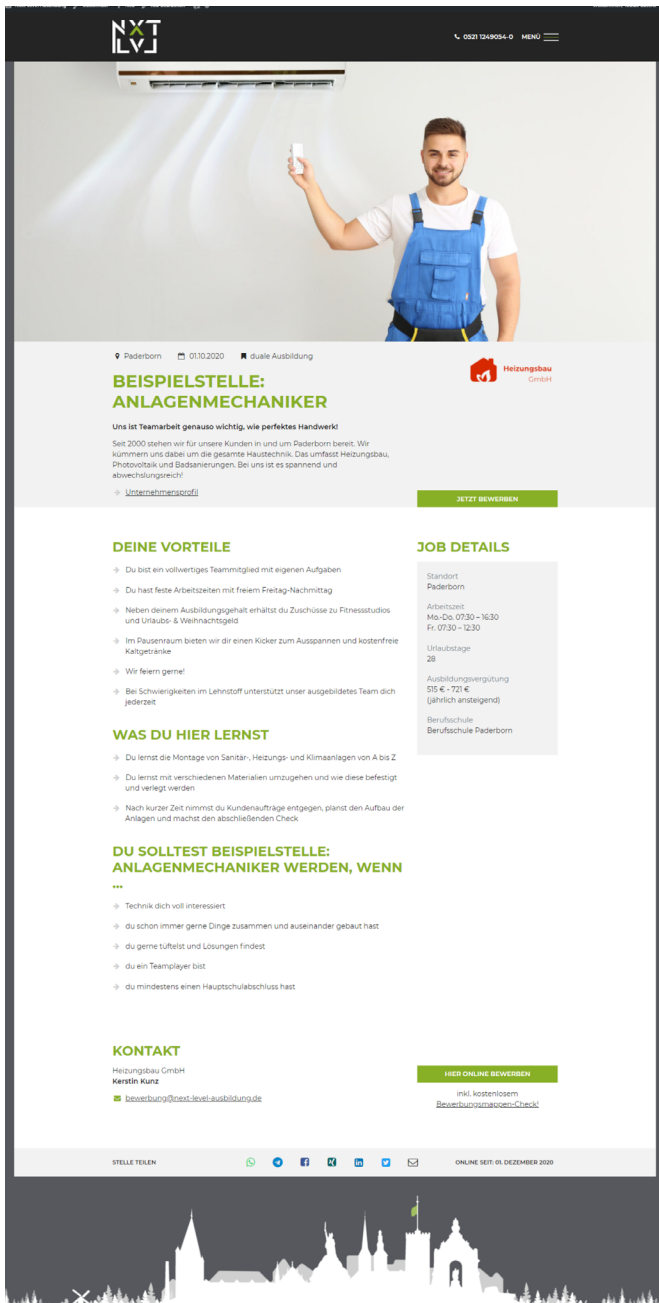 NXT
LVL
0521 1249054-0 MENÜ
Paderborn 01.10.2020 duale Ausbildung
Heizungsbau
GmbH
BEISPIELSTELLE:
ANLAGENMECHANIKER
Uns ist Teamarbeit genauso wichtig, wie perfektes Handwerk!
Seit 2000 stehen wir für unsere Kunden in und um Paderborn bereit. Wir
kümmern uns dabei um die gesamte Haustechnik. Das umfasst Heizungsbau,
Photovoltaik und Badsanierungen. Bei uns ist es spannend und
abwechslungsreich!
Unternehmensprofil
JETZT BEWERBEN
DEINE VORTEILE
Du bist ein vollwertiges Teammitglied mit eigenen Aufgaben
Du hast feste Arbeitszeiten mit freiem Freitag-Nachmittag
Neben deinem Ausbildungsgehalt erhältst du Zuschüsse zu Fitnessstudios
und Urlaubs- & Weihnachtsgeld
Im Pausenraum bieten wir dir einen Kicker zum Ausspannen und kostenfreie
Kaltgetränke
Wir feiern gerne!
Bei Schwierigkeiten im Lehnstoff unterstützt unser ausgebildetes Team dich
jederzeit
JOB DETAILS
Standort
Paderborn
Arbeitszeit
Mo.-Do. 07:30 – 16:30
Fr. 07:30 – 12:30
Urlaubstage
28
Ausbildungsvergütung
515 € - 721 €
(jährlich ansteigend)
Berufsschule
Berufsschule Paderborn
WAS DU HIER LERNST
Du lernst die Montage von Sanitär-, Heizungs- und Klimaanlagen von A bis Z
Du lernst mit verschiedenen Materialien umzugehen und wie diese befestigt
und verlegt werden
Nach kurzer Zeit nimmst du Kundenaufträge entgegen, planst den Aufbau der
Anlagen und machst den abschließenden Check
DU SOLLTEST BEISPIELSTELLE:
ANLAGENMECHANIKER WERDEN, WENN
...
Technik dich voll interessiert
du schon immer gerne Dinge zusammen und auseinander gebaut hast
du gerne tüftelst und Lösungen findest
du ein Teamplayer bist
du mindestens einen Hauptschulabschluss hast
KONTAKT
Heizungsbau GmbH
Kerstin Kunz
bewerbung@next-level-ausbildung.de
HIER ONLINE BEWERBEN
inkl. kostenlosem
Bewerbungsmappen-Check!
STELLE TEILEN
ONLINE SEIT: 01. DEZEMBER 2020